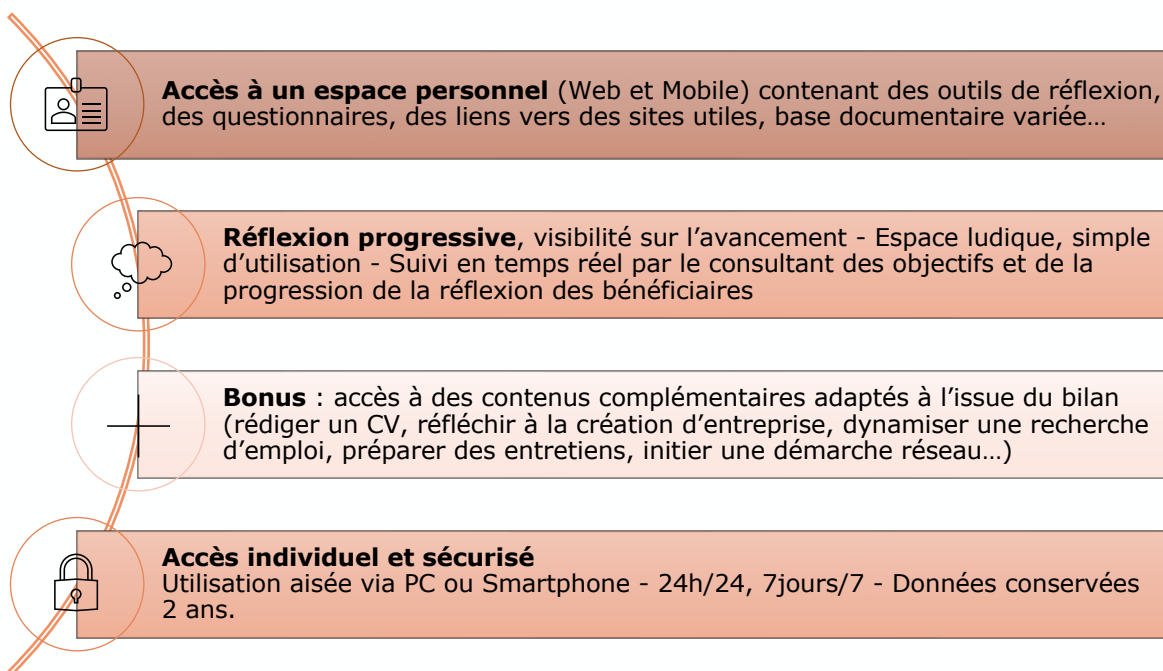 Accès à un espace personnel (Web et Mobile) contenant des outils de réflexion,
des questionnaires, des liens vers des sites utiles, base documentaire variée…
Réflexion progressive, visibilité sur l’avancement - Espace ludique, simple
d’utilisation - Suivi en temps réel par le consultant des objectifs et de la
progression de la réflexion des bénéficiaires
Bonus : accès à des contenus complémentaires adaptés à l’issue du bilan
(rédiger un CV, réfléchir à la création d’entreprise, dynamiser une recherche
d’emploi, préparer des entretiens, initier une démarche réseau…)
Accès individuel et sécurisé
Utilisation aisée via PC ou Smartphone - 24h/24, 7jours/7 - Données conservées
2 ans.